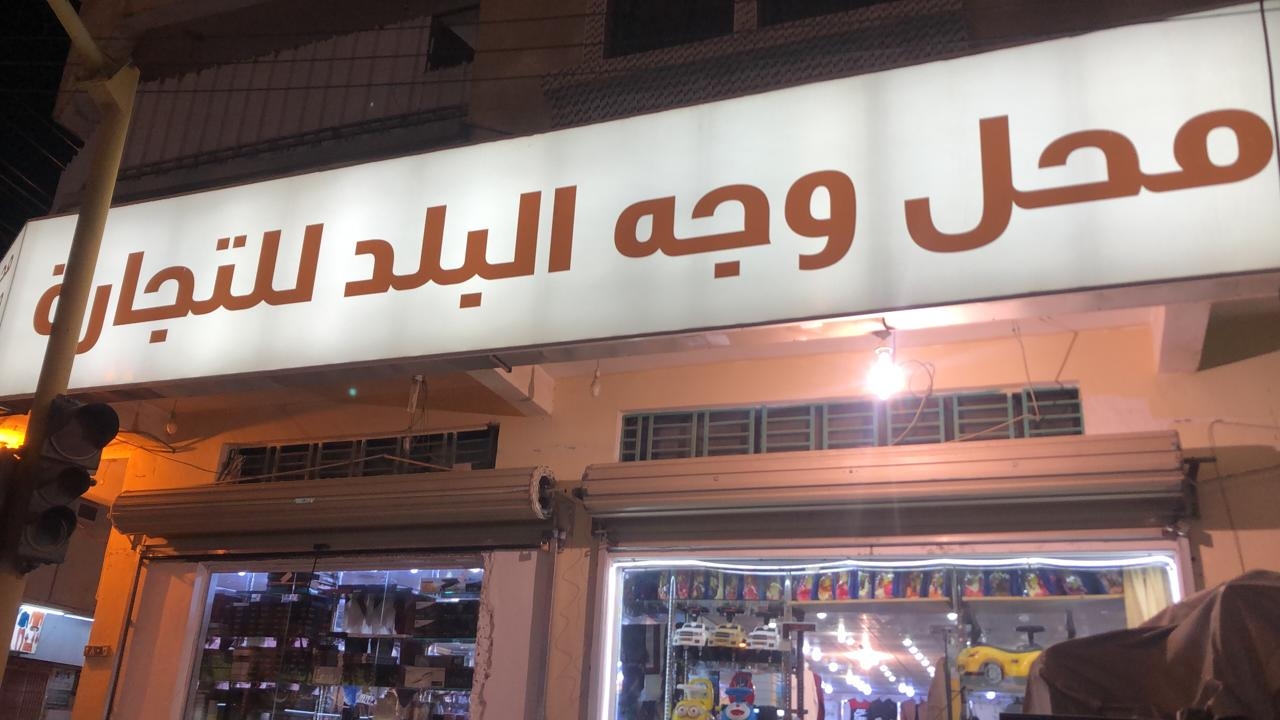 محل وجه البلد للتجارة